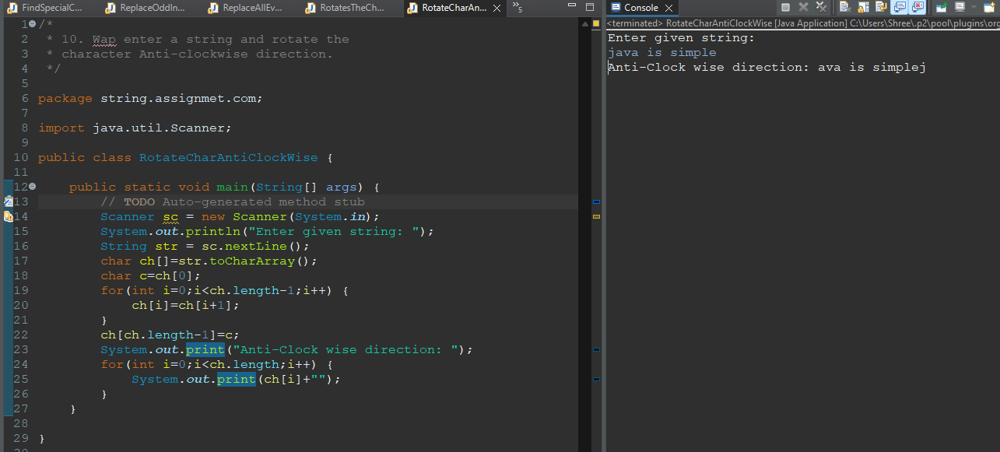 FindSpecialC...
ReplaceOddIn...
ReplaceAllEv...
RotatesTheCh...
RotateCharAn...
5
1 /*
2  * 10. Wap enter a string and rotate the
3  * character Anti-clockwise direction.
4  */
5
6 package string.assignmet.com;
7
8 import java.util.Scanner;
9
10 public class RotateCharAntiClockWise {
11
12     public static void main(String[] args) {
13         // TODO Auto-generated method stub
14         Scanner sc = new Scanner(System.in);
15         System.out.println("Enter given string: ");
16         String str = sc.nextLine();
17         char ch[]=str.toCharArray();
18         char c=ch[0];
19         for(int i=0;i<ch.length-1;i++) {
20             ch[i]=ch[i+1];
21         }
22         ch[ch.length-1]=c;
23         System.out.print("Anti-Clock wise direction: ");
24         for(int i=0;i<ch.length;i++) {
25             System.out.print(ch[i]+"");
26         }
27     }
28
29 }
Console
<terminated> RotateCharAntiClockWise [Java Application] C:\Users\Shree\.p2\pool\plugins\org
Enter given string:
java is simple
Anti-Clock wise direction: ava is simplej